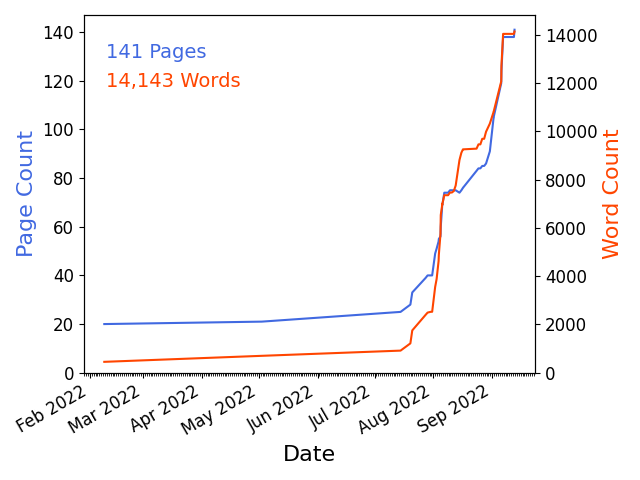 141 Pages
14,143 Words
Page Count
140
120
100
80
60
40
20
0
Word Count
14000
12000
10000
8000
6000
4000
2000
0
Feb 2022
Mar 2022
Apr 2022
May 2022
Jun 2022
Jul 2022
Aug 2022
Sep 2022
Date